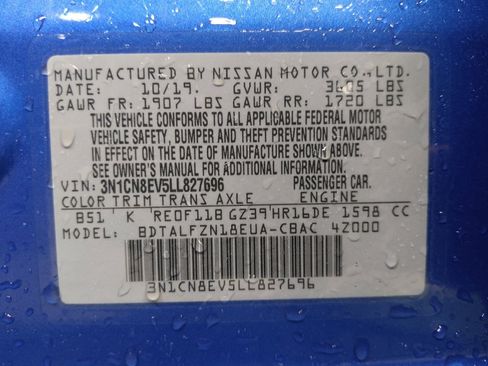 MANUFACTURED BY NISSAN MOTOR CO.,LTD.
DATE: 10/19. GVWR: LBS
GAWR FR: 1907 LBS GAWR RR: 1720 LBS
THIS VEHICLE CONFORMS TO ALL APPLICABLE FEDERAL MOTOR
VEHICLE SAFETY, BUMPER AND THEFT PREVENTION STANDARDS
IN EFFECT ON THE DATE OF MANUFACTURE SHOWN ABOVE.
SEE OWNER'S MANUAL FOR ADDITIONAL INFORMATION
VIN: 3N1CN8EV5LL827696 PASSENGER CAR.
COLOR TRIM TRANS AXLE ENGINE
B51 K RE0F11B GZ39 HR16DE 1598 CC
MODEL: BDTALFZN18EUA-CBAC 4Z000
3N1CN8EV5LL827696